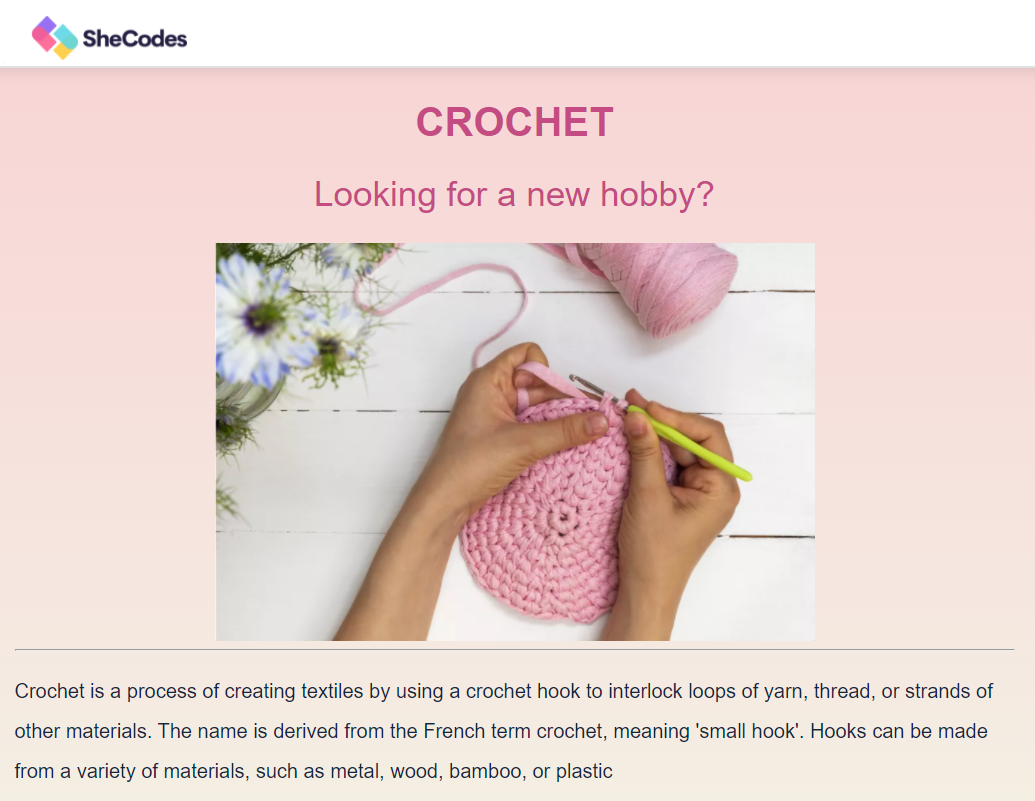 SheCodes
CROCHET
Looking for a new hobby?
Crochet is a process of creating textiles by using a crochet hook to interlock loops of yarn, thread, or strands of
other materials. The name is derived from the French term crochet, meaning 'small hook'. Hooks can be made
from a variety of materials, such as metal, wood, bamboo, or plastic